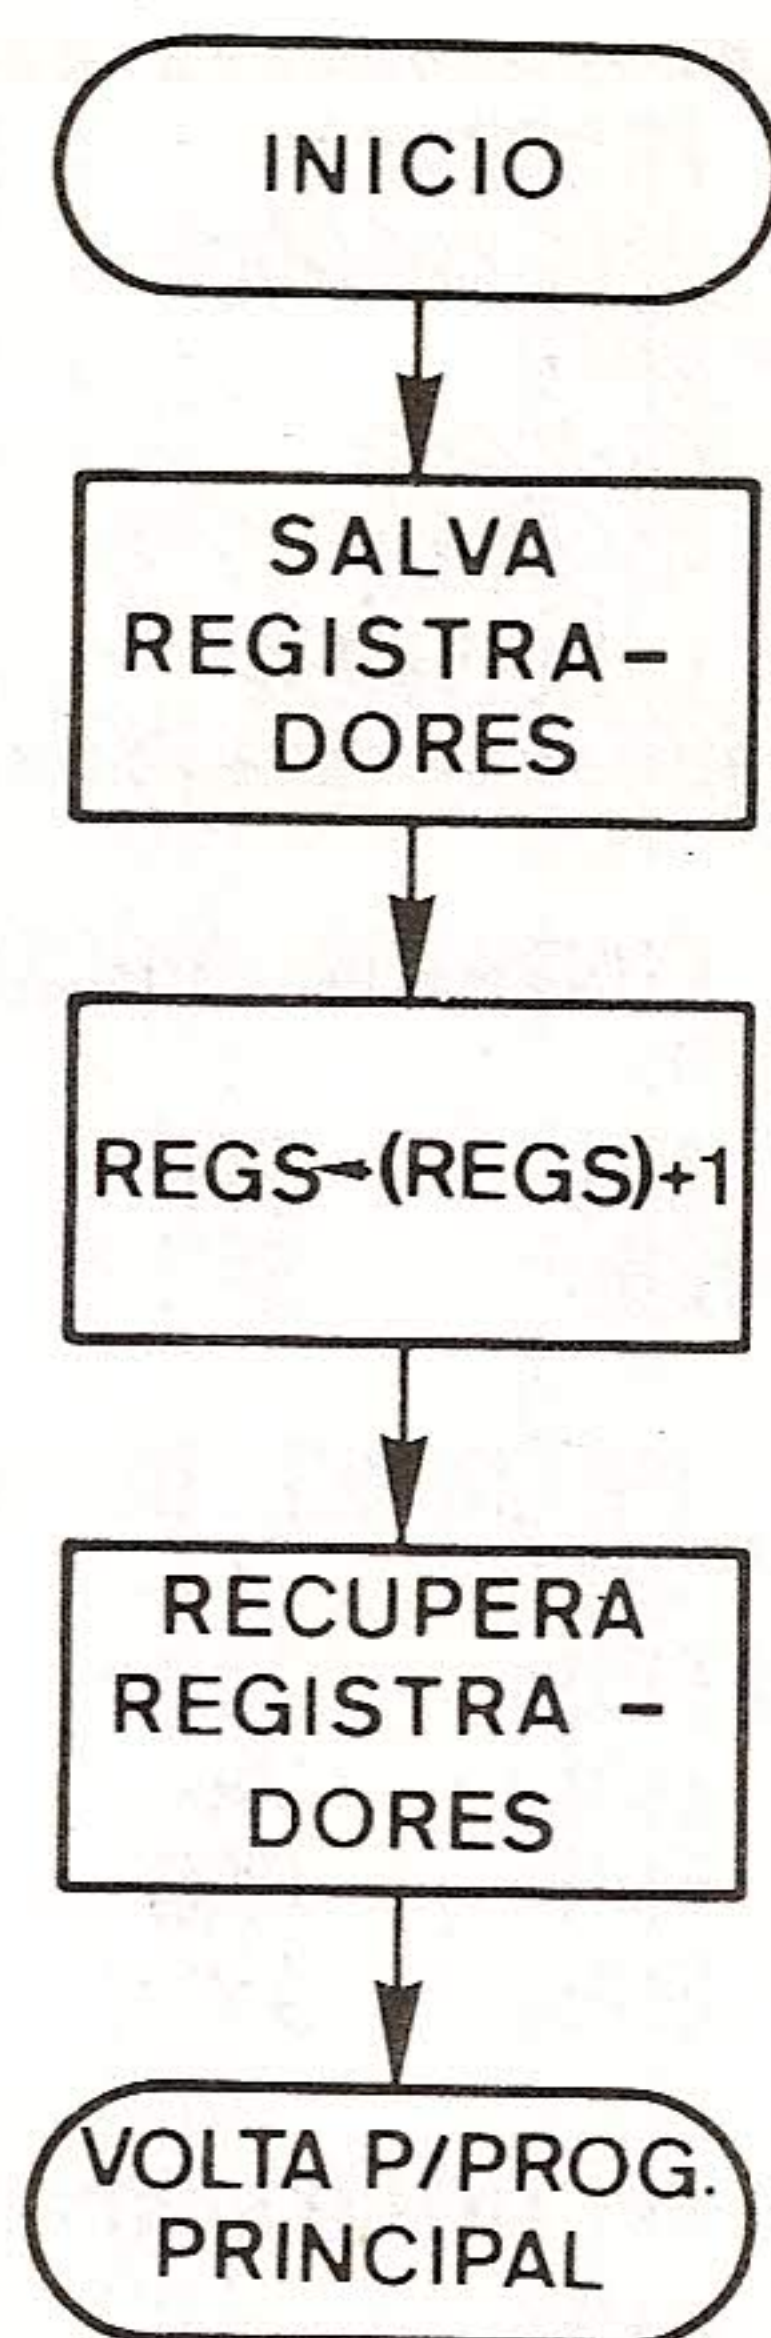 INICIO
SALVA
REGISTRA-
DORES
REGS←(REGS)+1
RECUPERA
REGISTRA -
DORES
VOLTA P/PROG.
PRINCIPAL